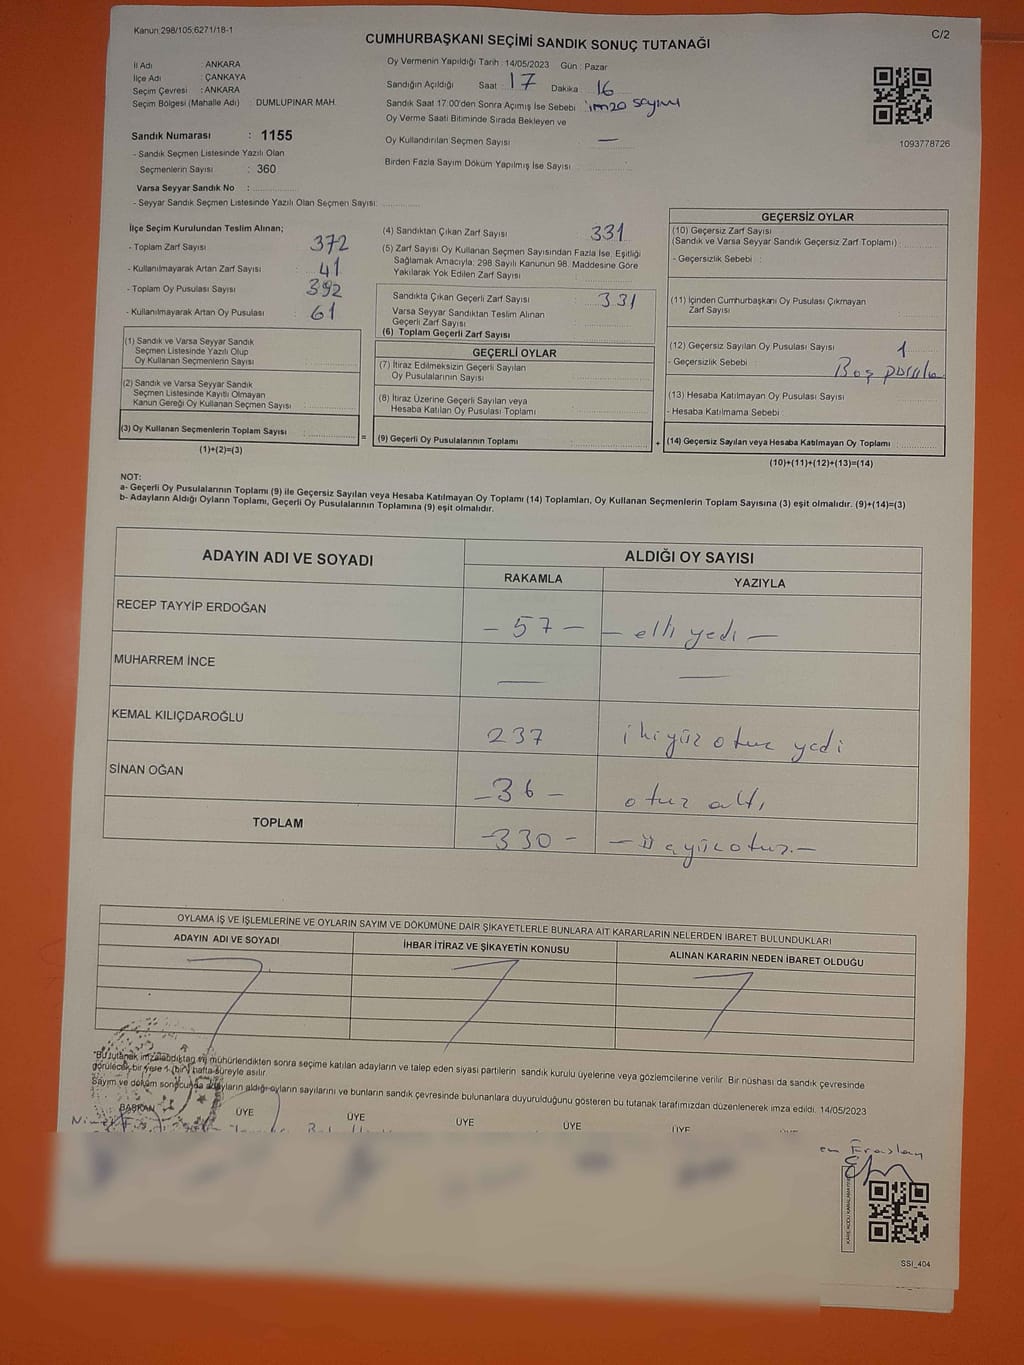 Kanun:298/105;6271/18-1
CUMHURBAŞKANI SEÇİMİ SANDIK SONUÇ TUTANAĞI
C/2
İl Adı : ANKARA
İlçe Adı : ÇANKAYA
Seçim Çevresi : ANKARA
Seçim Bölgesi (Mahalle Adı) : DUMLUPINAR MAH.
Sandık Numarası : 1155
- Sandık Seçmen Listesinde Yazılı Olan
Seçmenlerin Sayısı : 360
Varsa Seyyar Sandık No :
- Seyyar Sandık Seçmen Listesinde Yazılı Olan Seçmen Sayısı:
Oy Vermenin Yapıldığı Tarih : 14/05/2023 Gün : Pazar
Sandığın Açıldığı Saat 17 Dakika 16
Sandık Saat 17:00'den Sonra Açımış İse Sebebi imza sayımı
Oy Verme Saati Bitiminde Sırada Bekleyen ve
Oy Kullandırılan Seçmen Sayısı —
Birden Fazla Sayım Döküm Yapılmış İse Sayısı
1093778726
İlçe Seçim Kurulundan Teslim Alınan;
- Toplam Zarf Sayısı 372
- Kullanılmayarak Artan Zarf Sayısı : 41
- Toplam Oy Pusulası Sayısı 392
- Kullanılmayarak Artan Oy Pusulası : 61
(1) Sandık ve Varsa Seyyar Sandık
Seçmen Listesinde Yazılı Olup
Oy Kullanan Seçmenlerin Sayısı
(2) Sandık ve Varsa Seyyar Sandık
Seçmen Listesinde Kayıtlı Olmayan
Kanun Gereği Oy Kullanan Seçmen Sayısı
(3) Oy Kullanan Seçmenlerin Toplam Sayısı
(1)+(2)=(3)
=
(4) Sandıktan Çıkan Zarf Sayısı 331
(5) Zarf Sayısı Oy Kullanan Seçmen Sayısından Fazla İse, Eşitliği
Sağlamak Amacıyla; 298 Sayılı Kanunun 98. Maddesine Göre
Yakılarak Yok Edilen Zarf Sayısı
Sandıkta Çıkan Geçerli Zarf Sayısı : 331
Varsa Seyyar Sandıktan Teslim Alınan
Geçerli Zarf Sayısı
(6) Toplam Geçerli Zarf Sayısı
GEÇERLİ OYLAR
(7) İtiraz Edilmeksizin Geçerli Sayılan
Oy Pusulalarının Sayısı
(8) İtiraz Üzerine Geçerli Sayılan veya
Hesaba Katılan Oy Pusulası Toplamı
(9) Geçerli Oy Pusulalarının Toplamı
+
GEÇERSİZ OYLAR
(10) Geçersiz Zarf Sayısı
(Sandık ve Varsa Seyyar Sandık Geçersiz Zarf Toplamı)
- Geçersizlik Sebebi :
(11) İçinden Cumhurbaşkanı Oy Pusulası Çıkmayan
Zarf Sayısı
(12) Geçersiz Sayılan Oy Pusulası Sayısı 1
- Geçersizlik Sebebi : Boş pusula
(13) Hesaba Katılmayan Oy Pusulası Sayısı
- Hesaba Katılmama Sebebi
(14) Geçersiz Sayılan veya Hesaba Katılmayan Oy Toplamı
(10)+(11)+(12)+(13)=(14)
NOT:
a- Geçerli Oy Pusulalarının Toplamı (9) ile Geçersiz Sayılan veya Hesaba Katılmayan Oy Toplamı (14) Toplamları, Oy Kullanan Seçmenlerin Toplam Sayısına (3) eşit olmalıdır. (9)+(14)=(3)
b- Adayların Aldığı Oyların Toplamı, Geçerli Oy Pusulalarının Toplamına (9) eşit olmalıdır.
ADAYIN ADI VE SOYADI
ALDIĞI OY SAYISI
RAKAMLA YAZIYLA
RECEP TAYYİP ERDOĞAN - 57 - - elli yedi -
MUHARREM İNCE — —
KEMAL KILIÇDAROĞLU 237 ikiyüz otuz yedi
SİNAN OĞAN - 36 - otuz altı
TOPLAM - 330 - - üçyüz otuz -
OYLAMA İŞ VE İŞLEMLERİNE VE OYLARIN SAYIM VE DÖKÜMÜNE DAİR ŞİKAYETLERLE BUNLARA AİT KARARLARIN NELERDEN İBARET BULUNDUKLARI
ADAYIN ADI VE SOYADI İHBAR İTİRAZ VE ŞİKAYETİN KONUSU ALINAN KARARIN NEDEN İBARET OLDUĞU
"Bu tutanak imzalandıktan ve mühürlendikten sonra seçime katılan adayların ve talep eden siyasi partilerin sandık kurulu üyelerine veya gözlemcilerine verilir. Bir nüshası da sandık çevresinde
görülecek bir yere 1 (bir) hafta süreyle asılır.
Sayım ve döküm sonucunda adayların aldığı oyların sayılarını ve bunların sandık çevresinde bulunanlara duyurulduğunu gösteren bu tutanak tarafımızdan düzenlenerek imza edildi. 14/05/2023
BAŞKAN ÜYE ÜYE ÜYE ÜYE ÜYE
Eraslan
SSI_404